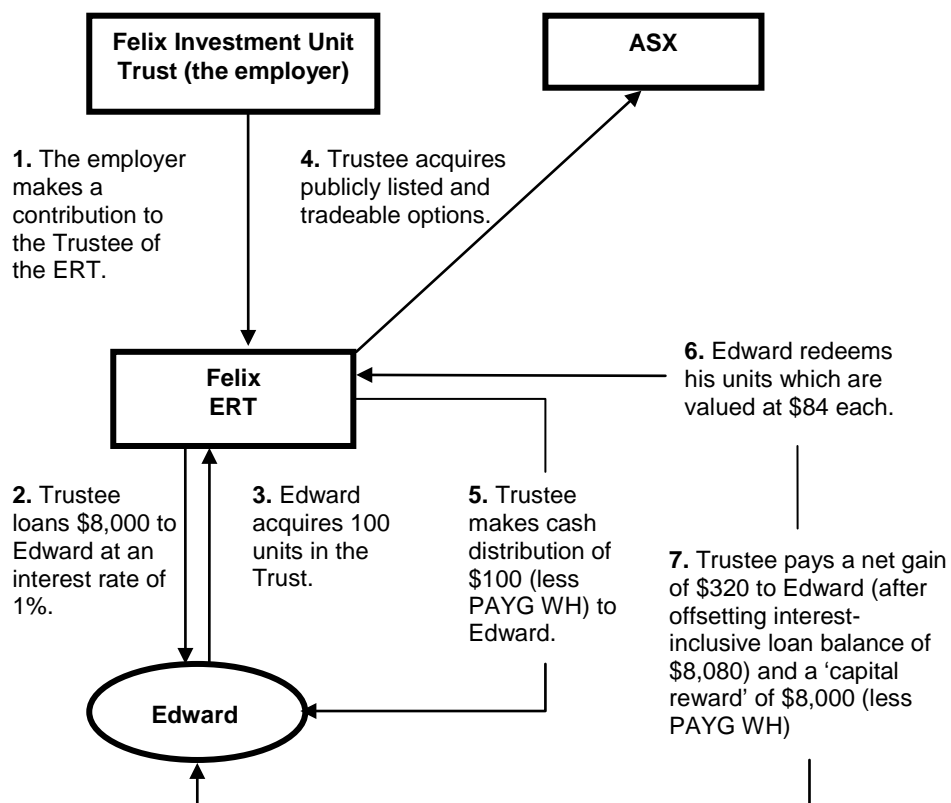 Felix Investment Unit
Trust (the employer)
ASX
1. The employer
makes a
contribution to
the Trustee of
the ERT.
4. Trustee acquires
publicly listed and
tradeable options.
Felix
ERT
6. Edward redeems
his units which are
valued at $84 each.
2. Trustee
loans $8,000 to
Edward at an
interest rate of
1%.
3. Edward
acquires 100
units in the
Trust.
5. Trustee
makes cash
distribution of
$100 (less
PAYG WH) to
Edward.
7. Trustee pays a net gain
of $320 to Edward (after
offsetting interest-
inclusive loan balance of
$8,080) and a ‘capital
reward’ of $8,000 (less
PAYG WH)
Edward